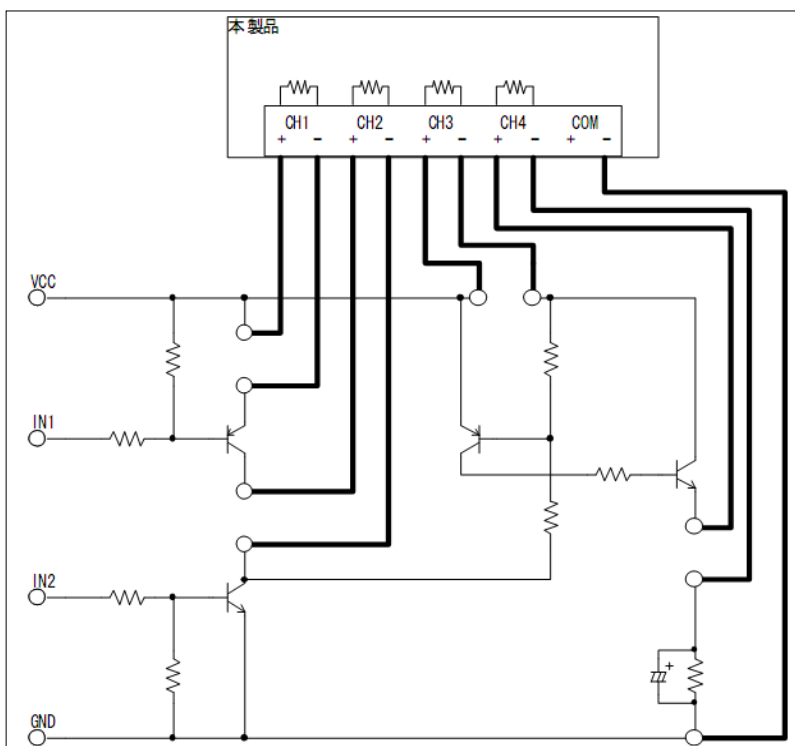 本製品
CH1 CH2 CH3 CH4 COM
+ - + - + - + - + -
VCC
IN1
IN2
+
GND